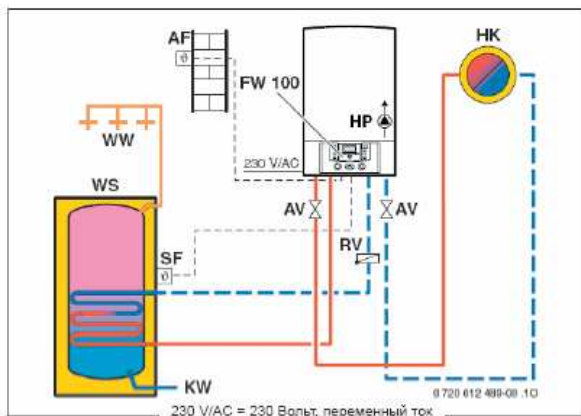 AF
HK
FW 100
HP
WW
230 V/AC
WS
AV
AV
SF
RV
KW
6 720 612 489-08 .1O
230 V/AC = 230 Вольт, переменный ток